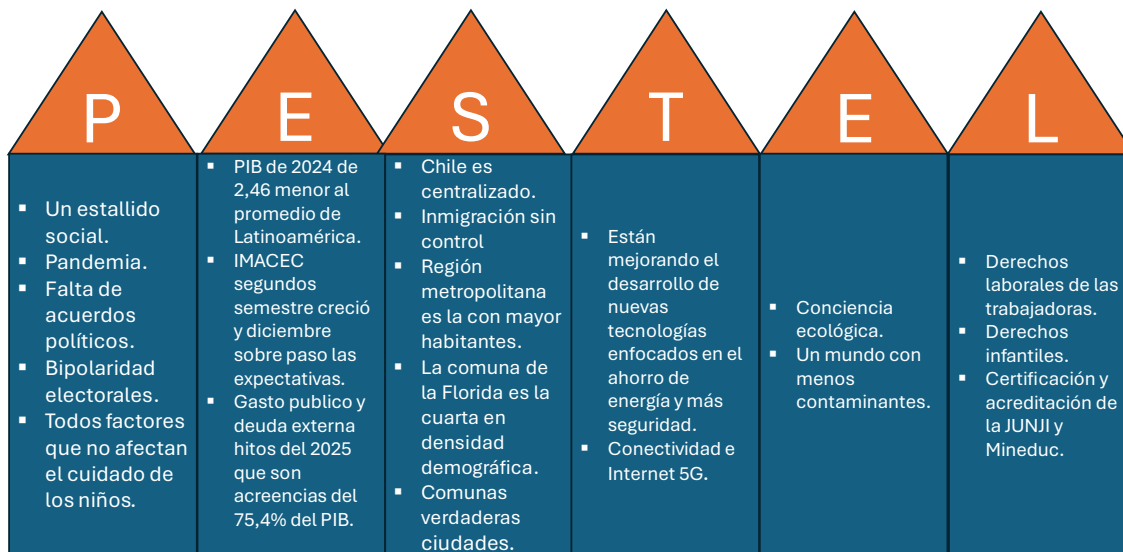 P
E
S
T
E
L
▪ Un estallido
social.
▪ Pandemia.
▪ Falta de
acuerdos
políticos.
▪ Bipolaridad
electorales.
▪ Todos factores
que no afectan
el cuidado de
los niños.
▪ PIB de 2024 de
2,46 menor al
promedio de
Latinoamérica.
▪ IMACEC
segundos
semestre creció
y diciembre
sobre paso las
expectativas.
▪ Gasto publico y
deuda externa
hitos del 2025
que son
acreencias del
75,4% del PIB.
▪ Chile es
centralizado.
▪ Inmigración sin
control
▪ Región
metropolitana
es la con mayor
habitantes.
▪ La comuna de
la Florida es la
cuarta en
densidad
demográfica.
▪ Comunas
verdaderas
ciudades.
▪ Están
mejorando el
desarrollo de
nuevas
tecnologías
enfocados en el
ahorro de
energía y más
seguridad.
▪ Conectividad e
Internet 5G.
▪ Conciencia
ecológica.
▪ Un mundo con
menos
contaminantes.
▪ Derechos
laborales de las
trabajadoras.
▪ Derechos
infantiles.
▪ Certificación y
acreditación de
la JUNJI y
Mineduc.